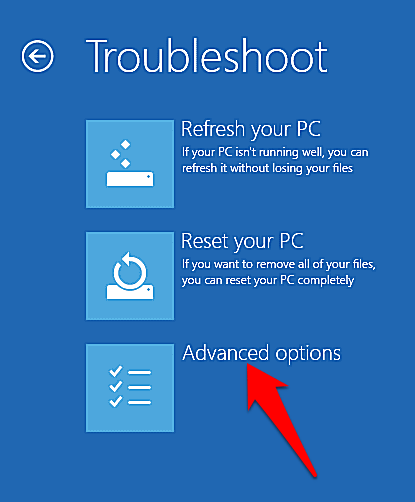 Troubleshoot
Refresh your PC
If your PC isn't running well, you can
refresh it without losing your files
Reset your PC
If you want to remove all of your files,
you can reset your PC completely
Advanced options